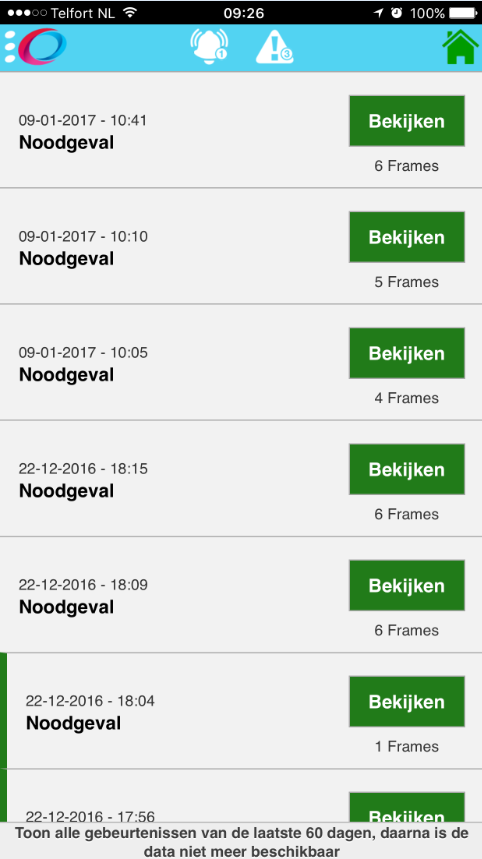 Telfort NL 09:26 100%
1 3
09-01-2017 - 10:41
Noodgeval
Bekijken
6 Frames
09-01-2017 - 10:10
Noodgeval
Bekijken
5 Frames
09-01-2017 - 10:05
Noodgeval
Bekijken
4 Frames
22-12-2016 - 18:15
Noodgeval
Bekijken
6 Frames
22-12-2016 - 18:09
Noodgeval
Bekijken
6 Frames
22-12-2016 - 18:04
Noodgeval
Bekijken
1 Frames
22-12-2016 - 17:56
Bekijken
Toon alle gebeurtenissen van de laatste 60 dagen, daarna is de
data niet meer beschikbaar